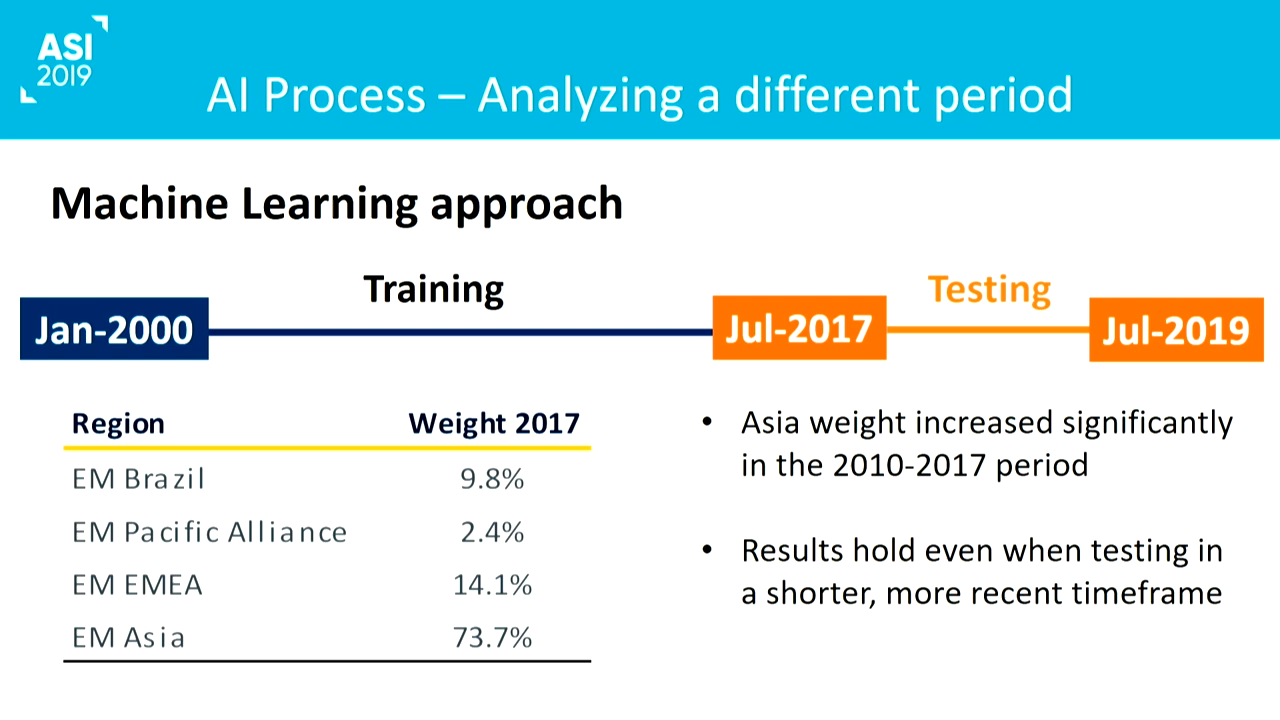 ASI
2019
AI Process – Analyzing a different period
Machine Learning approach
Training
Testing
Jan-2000
Jul-2017
Jul-2019
Region Weight 2017
EM Brazil 9.8%
EM Pacific Alliance 2.4%
EM EMEA 14.1%
EM Asia 73.7%
• Asia weight increased significantly
in the 2010-2017 period
• Results hold even when testing in
a shorter, more recent timeframe